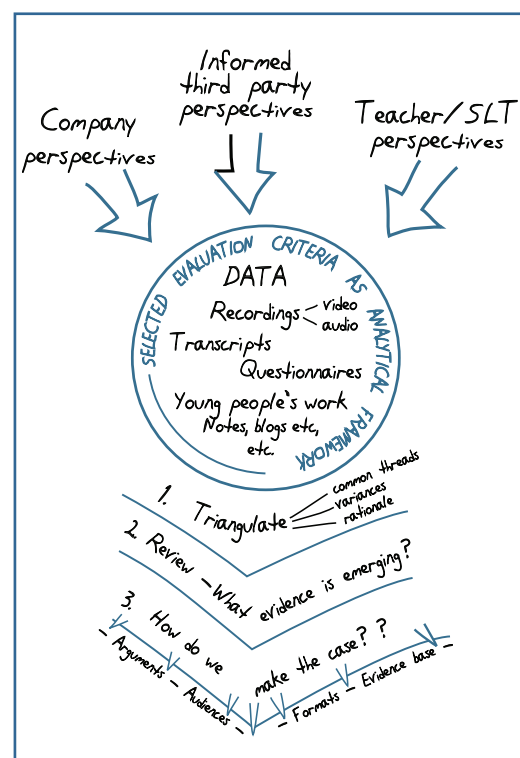 Informed
third party
perspectives
Company
perspectives
Teacher/SLT
perspectives
SELECTED EVALUATION CRITERIA AS ANALYTICAL FRAMEWORK
DATA
Recordings
video
audio
Transcripts
Questionnaires
Young people's work
Notes, blogs etc,
etc.
1. Triangulate
common threads
variances
rationale
2. Review – What evidence is emerging?
3. How do we make the case? ?
– Arguments – Audiences –
– Formats – Evidence base –